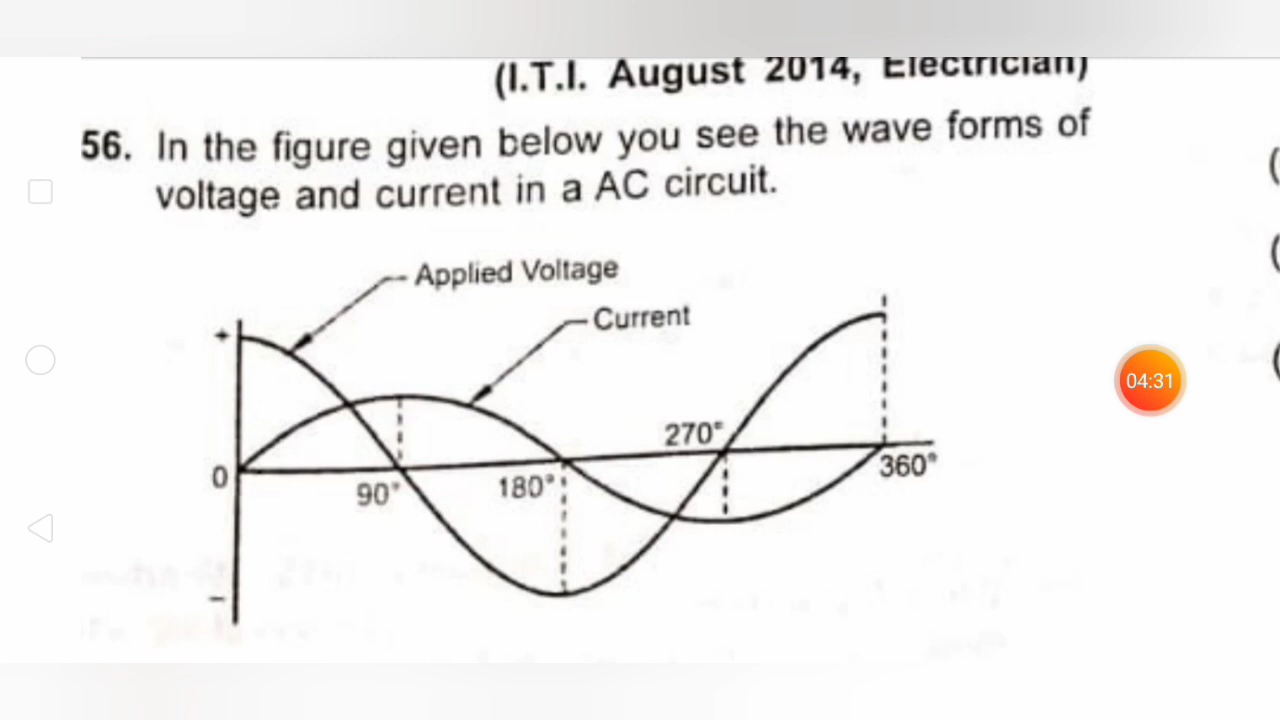 (I.T.I. August 2014, Electrician)
56. In the figure given below you see the wave forms of
voltage and current in a AC circuit.
Applied Voltage
Current
+
270°
0
90°
180°
360°
–
04:31